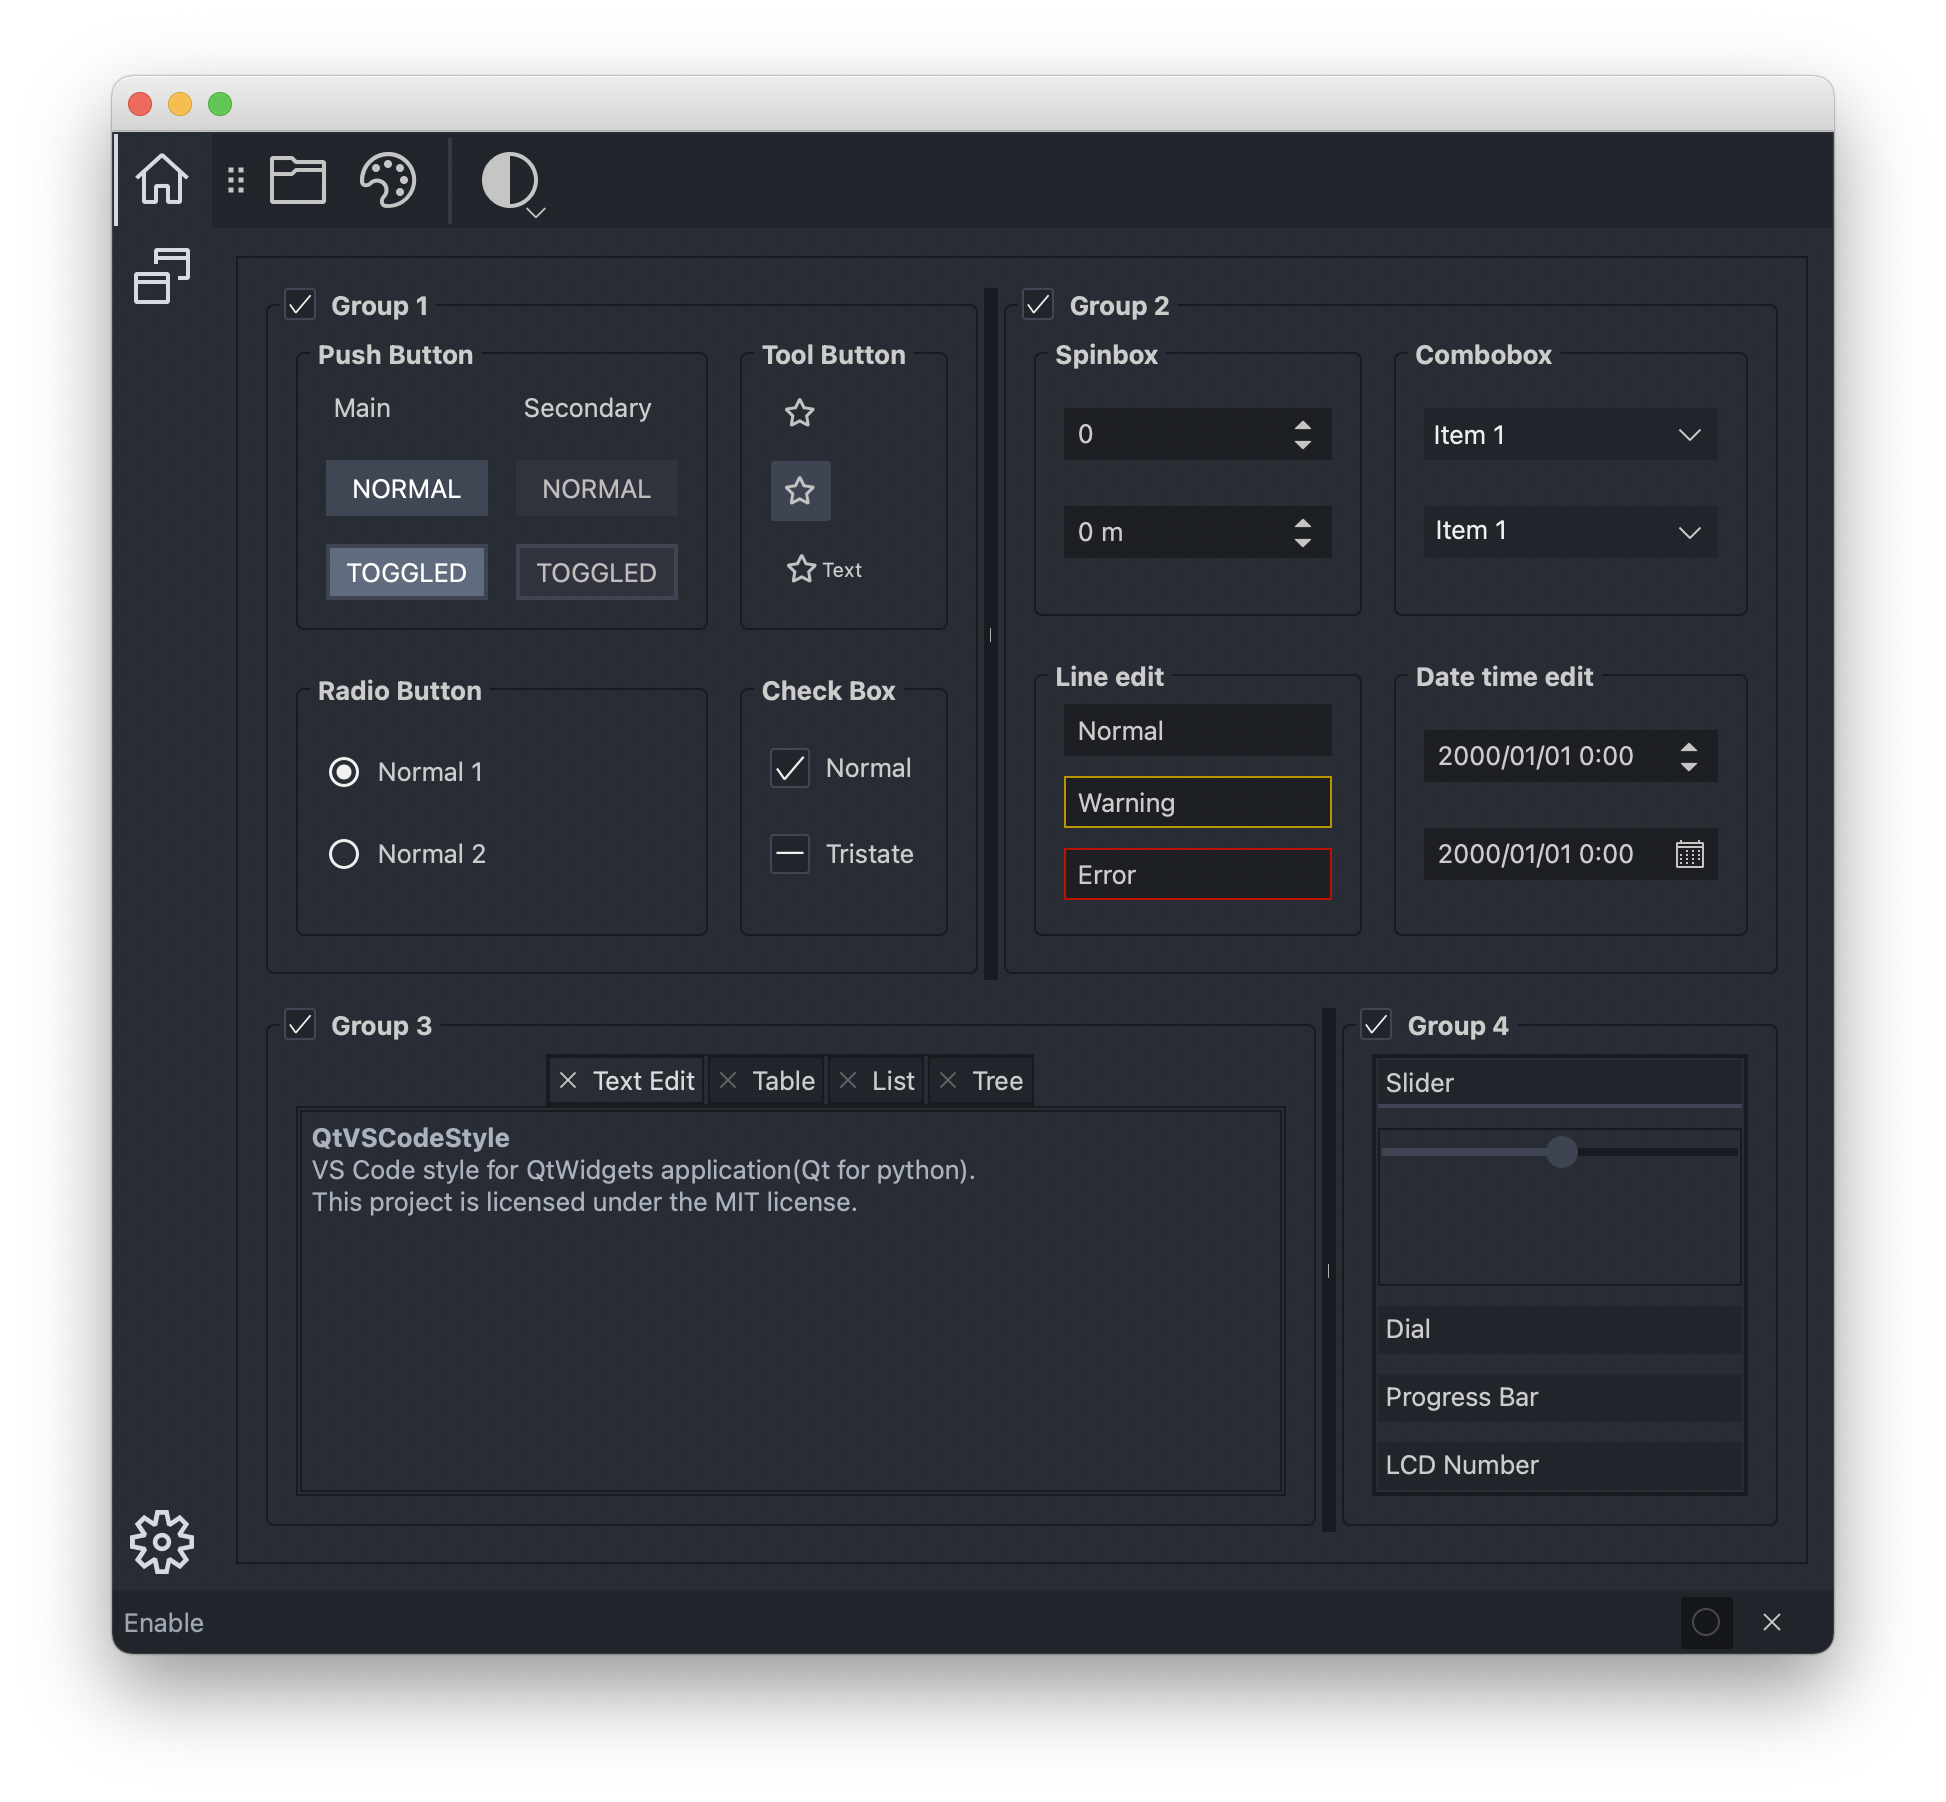 Group 1
Push Button
Main Secondary
NORMAL NORMAL
TOGGLED TOGGLED
Tool Button
Text
Radio Button
Normal 1
Normal 2
Check Box
Normal
Tristate
Group 2
Spinbox
0
0 m
Combobox
Item 1
Item 1
Line edit
Normal
Warning
Error
Date time edit
2000/01/01 0:00
2000/01/01 0:00
Group 3
Text Edit Table List Tree
QtVSCodeStyle
VS Code style for QtWidgets application(Qt for python).
This project is licensed under the MIT license.
Group 4
Slider
Dial
Progress Bar
LCD Number
Enable